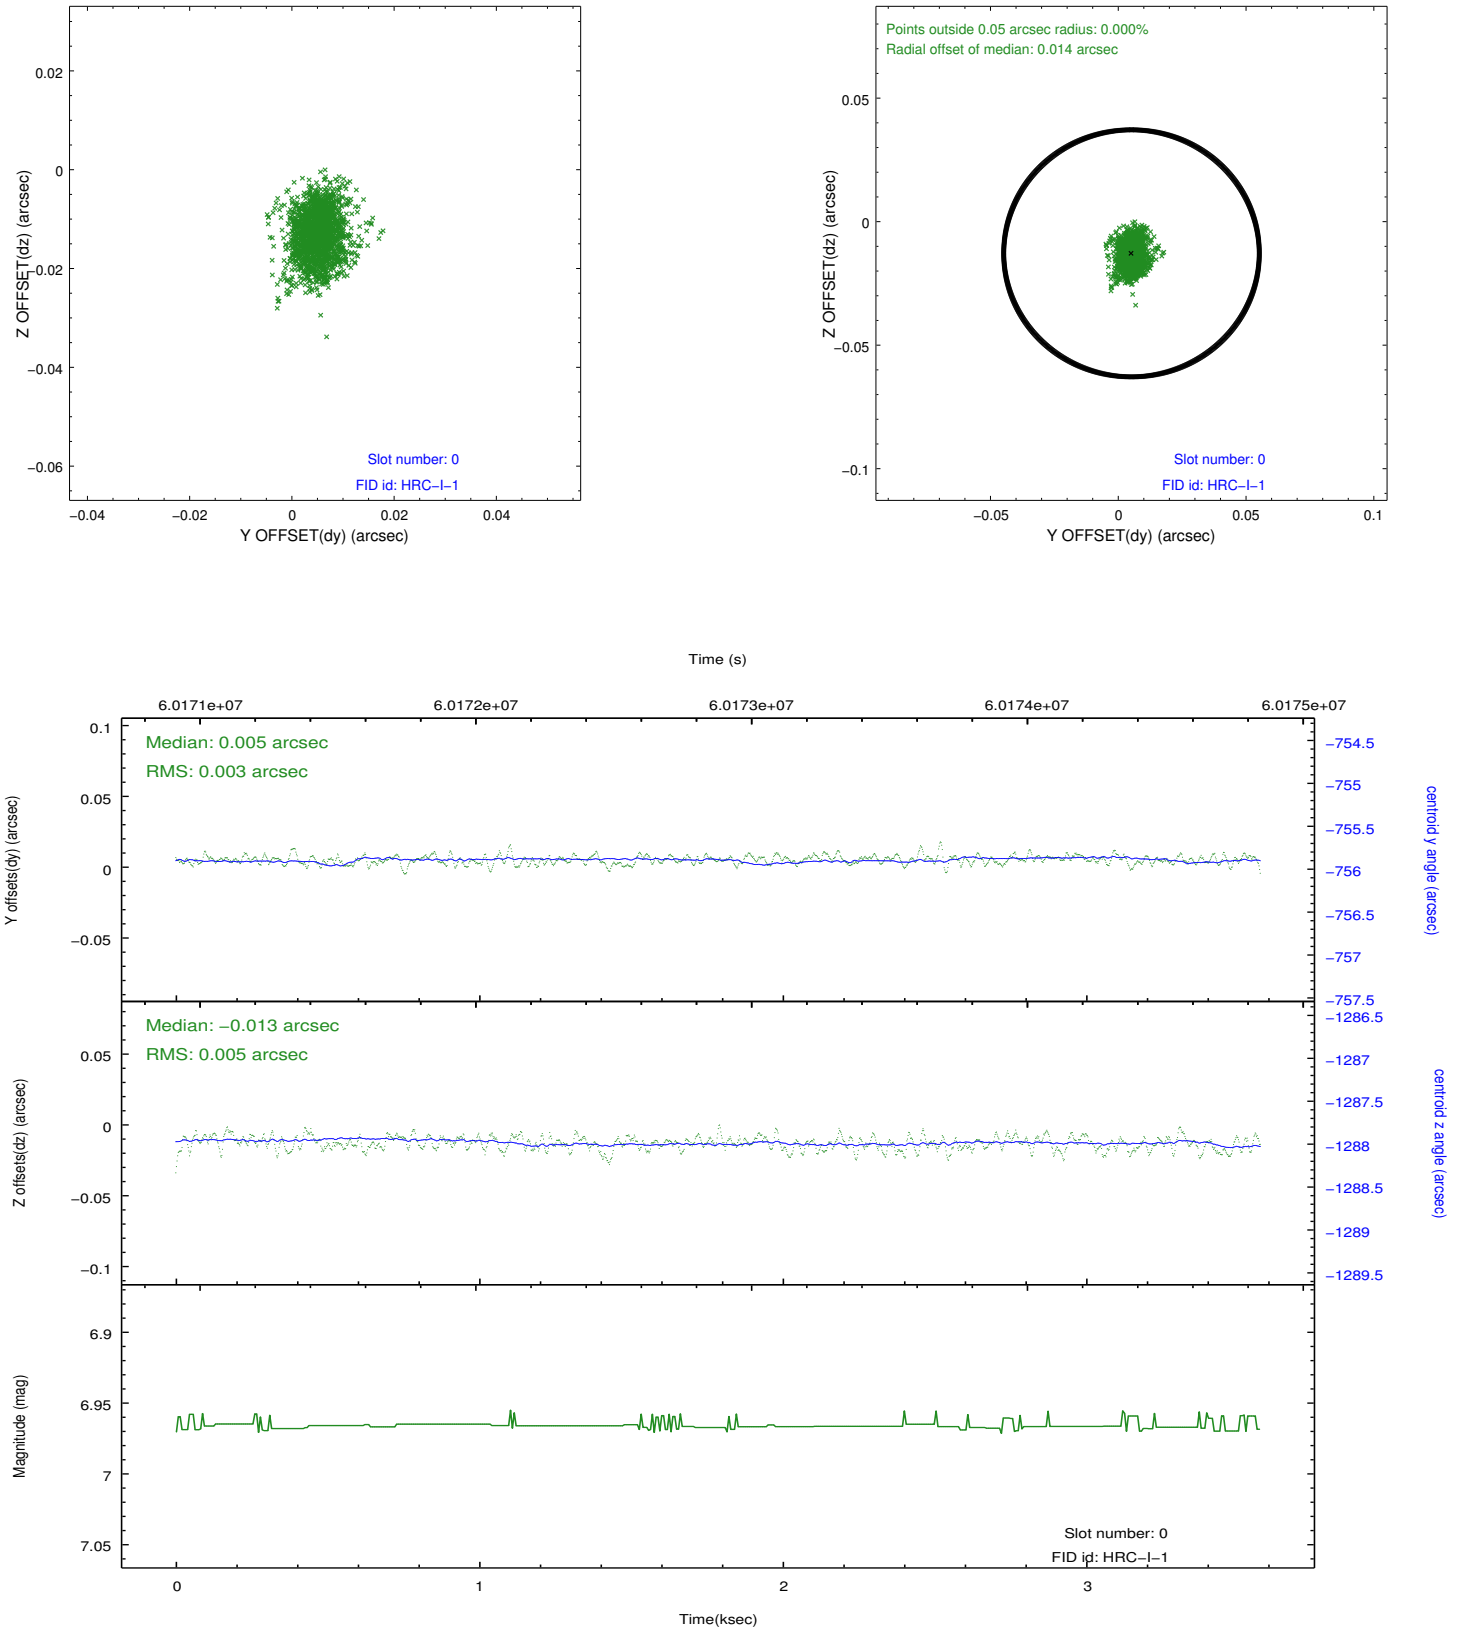 0.02
0
−0.02
−0.04
−0.06
Z OFFSET(dz) (arcsec)
Slot number: 0
FID id: HRC−I−1
−0.04 −0.02 0 0.02 0.04
Y OFFSET(dy) (arcsec)
Points outside 0.05 arcsec radius: 0.000%
Radial offset of median: 0.014 arcsec
0.05
0
−0.05
−0.1
Z OFFSET(dz) (arcsec)
Slot number: 0
FID id: HRC−I−1
−0.05 0 0.05 0.1
Y OFFSET(dy) (arcsec)
Time (s)
6.0171e+07 6.0172e+07 6.0173e+07 6.0174e+07 6.0175e+07
Median: 0.005 arcsec
RMS: 0.003 arcsec
0.1
0.05
0
−0.05
Y offsets(dy) (arcsec)
−754.5
−755
−755.5
−756
−756.5
−757
−757.5
centroid y angle (arcsec)
Median: −0.013 arcsec
RMS: 0.005 arcsec
0.05
0
−0.05
−0.1
Z offsets(dz) (arcsec)
−1286.5
−1287
−1287.5
−1288
−1288.5
−1289
−1289.5
centroid z angle (arcsec)
6.9
6.95
7
7.05
Magnitude (mag)
Slot number: 0
FID id: HRC−I−1
0 1 2 3
Time(ksec)